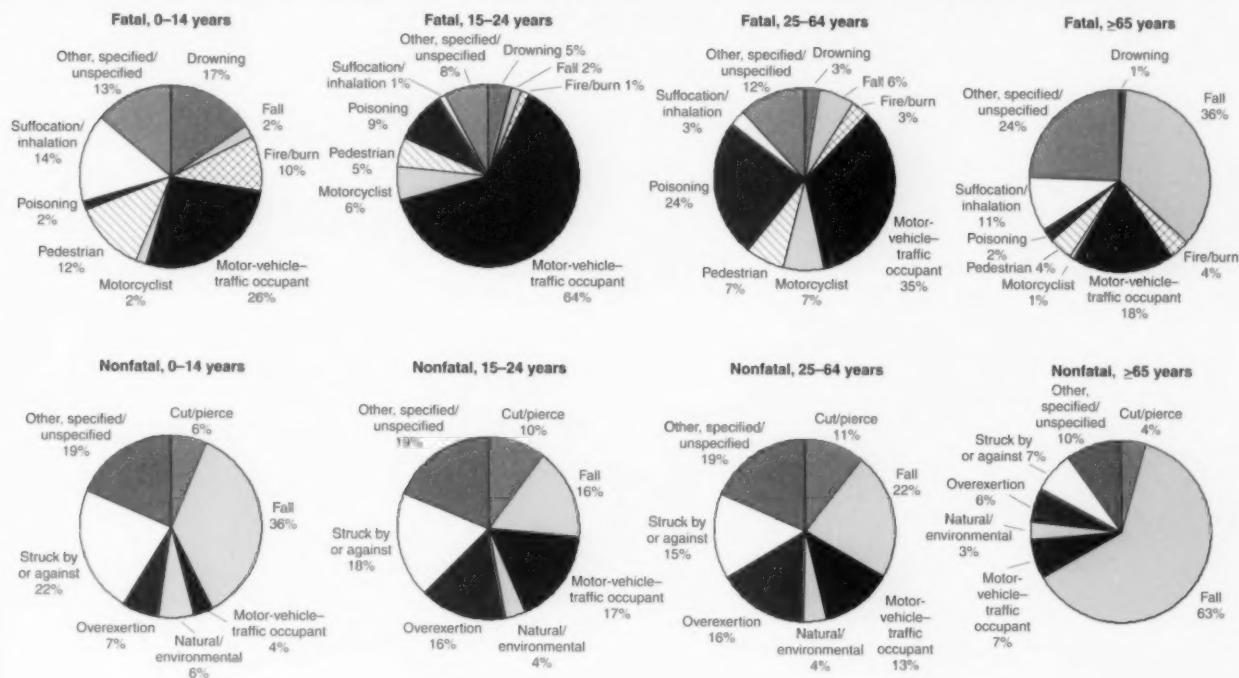 Fatal, 0–14 years
Other, specified/
unspecified
13%
Drowning
17%
Fall
2%
Fire/burn
10%
Motor-vehicle–
traffic occupant
26%
Motorcyclist
2%
Pedestrian
12%
Poisoning
2%
Suffocation/
inhalation
14%
Fatal, 15–24 years
Other, specified/
unspecified
8%
Drowning 5%
Fall 2%
Fire/burn 1%
Motor-vehicle–
traffic occupant
64%
Motorcyclist
6%
Pedestrian
5%
Poisoning
9%
Suffocation/
inhalation 1%
Fatal, 25–64 years
Other, specified/
unspecified
12%
Drowning
3%
Fall 6%
Fire/burn
3%
Motor-
vehicle–
traffic
occupant
35%
Motorcyclist
7%
Pedestrian
7%
Poisoning
24%
Suffocation/
inhalation
3%
Fatal, ≥65 years
Drowning
1%
Fall
36%
Fire/burn
4%
Motor-vehicle–
traffic occupant
18%
Motorcyclist
1%
Pedestrian 4%
Poisoning
2%
Suffocation/
inhalation
11%
Other, specified/
unspecified
24%
Nonfatal, 0–14 years
Other, specified/
unspecified
19%
Cut/pierce
6%
Fall
36%
Motor-vehicle–
traffic occupant
4%
Natural/
environmental
6%
Overexertion
7%
Struck by
or against
22%
Nonfatal, 15–24 years
Other, specified/
unspecified
19%
Cut/pierce
10%
Fall
16%
Motor-vehicle–
traffic occupant
17%
Natural/
environmental
4%
Overexertion
16%
Struck by
or against
18%
Nonfatal, 25–64 years
Other, specified/
unspecified
19%
Cut/pierce
11%
Fall
22%
Motor-
vehicle–
traffic
occupant
13%
Natural/
environmental
4%
Overexertion
16%
Struck by
or against
15%
Nonfatal, ≥65 years
Other,
specified/
unspecified
10%
Cut/pierce
4%
Fall
63%
Motor-
vehicle–
traffic
occupant
7%
Natural/
environmental
3%
Overexertion
6%
Struck by
or against 7%